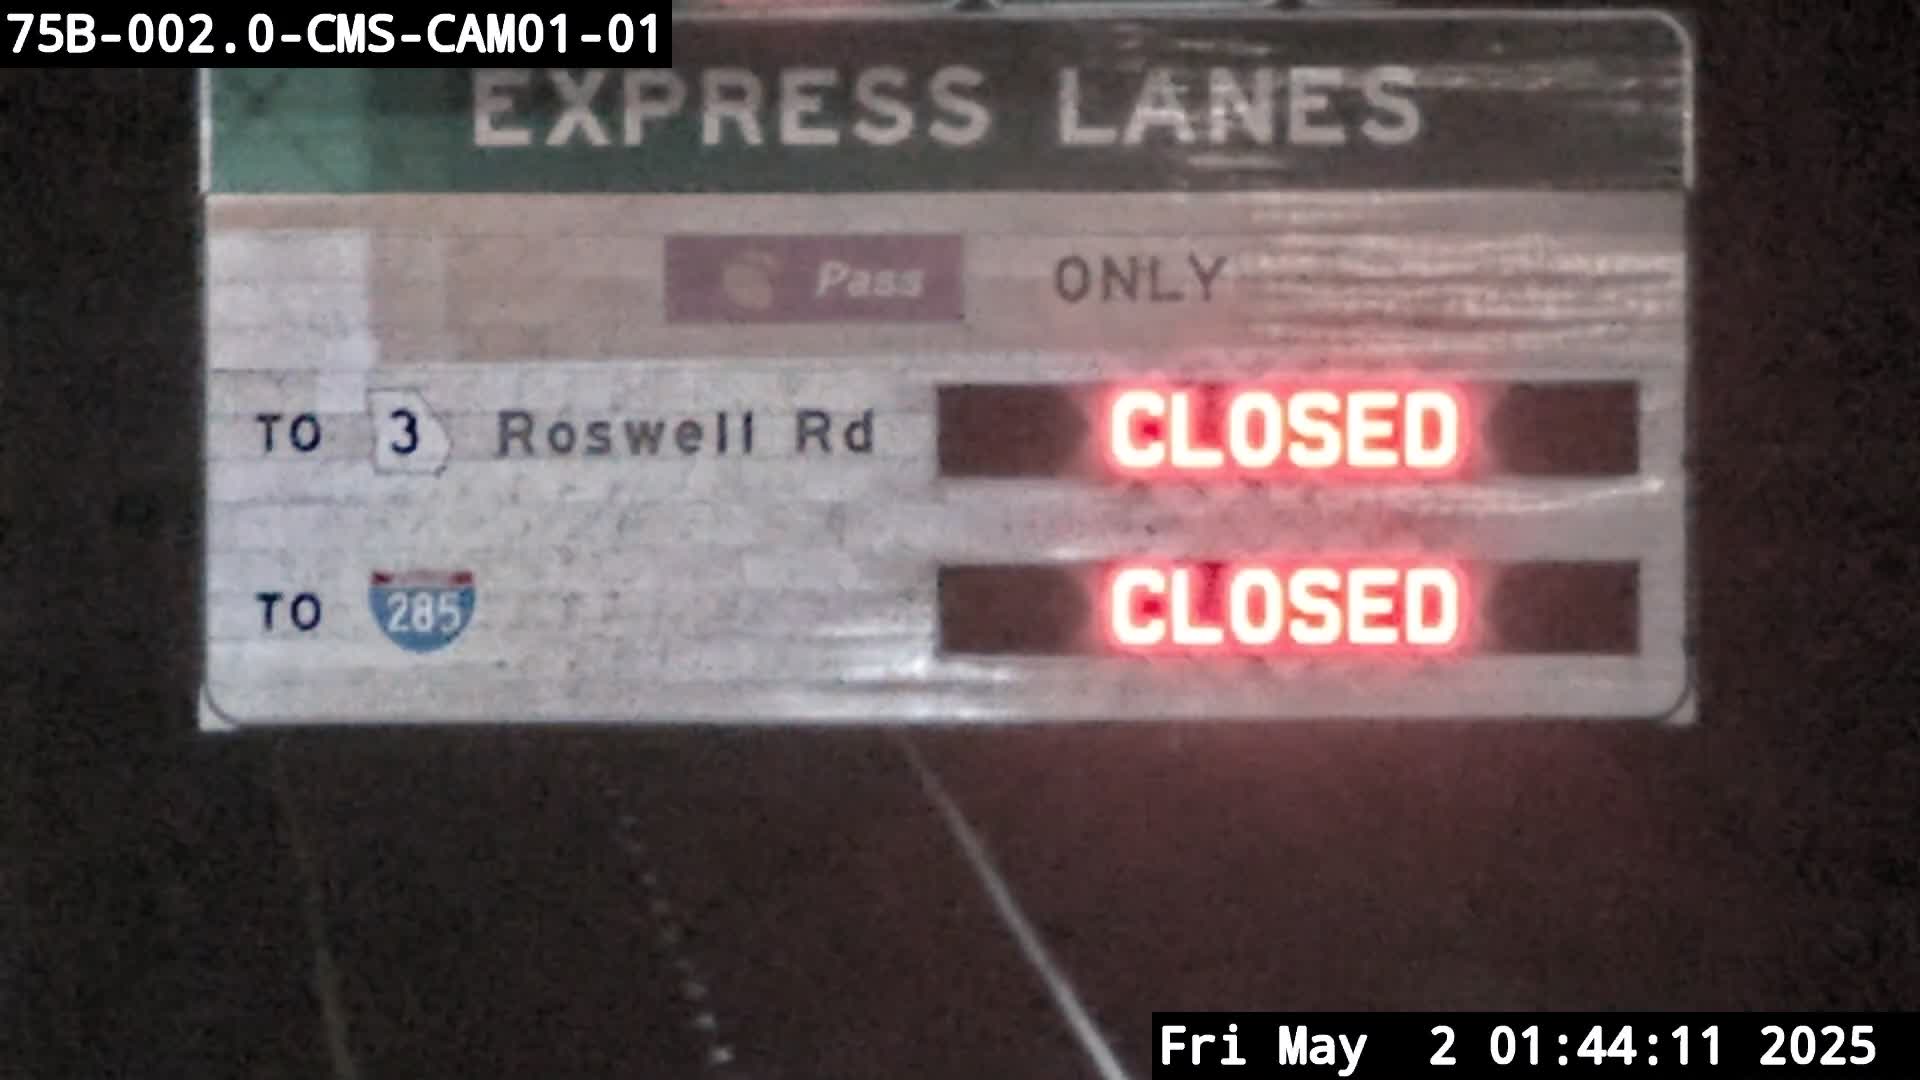 75B-002.0-CMS-CAM01-01
EXPRESS LANES
Pass ONLY
TO 3 Roswell Rd CLOSED
TO 285 CLOSED
Fri May 2 01:44:11 2025